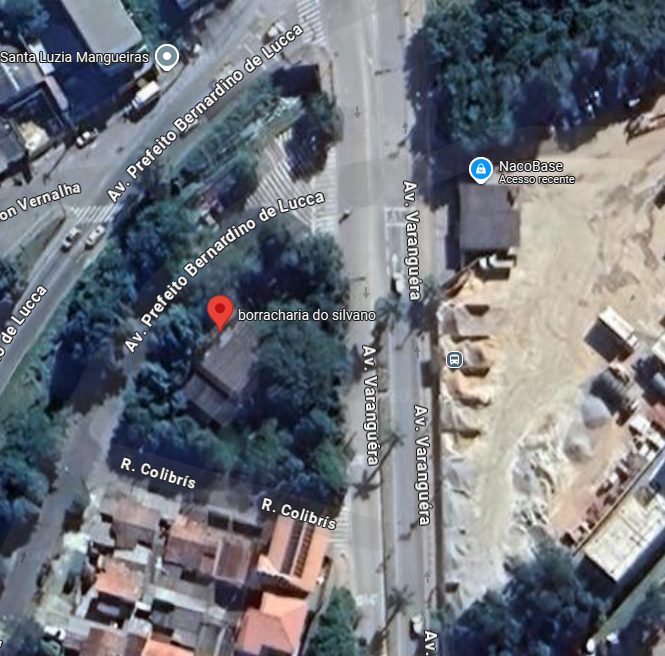 Santa Luzia Mangueiras
Av. Prefeito Bernardino de Lucca
NacoBase
Acesso recente
on Vernalha
Av. Prefeito Bernardino de Lucca
Av. Varanguéra
o de Lucca
borracharia do silvano
Av. Varanguéra
Av. Varanguéra
R. Colibrís
R. Colibrís
Av.